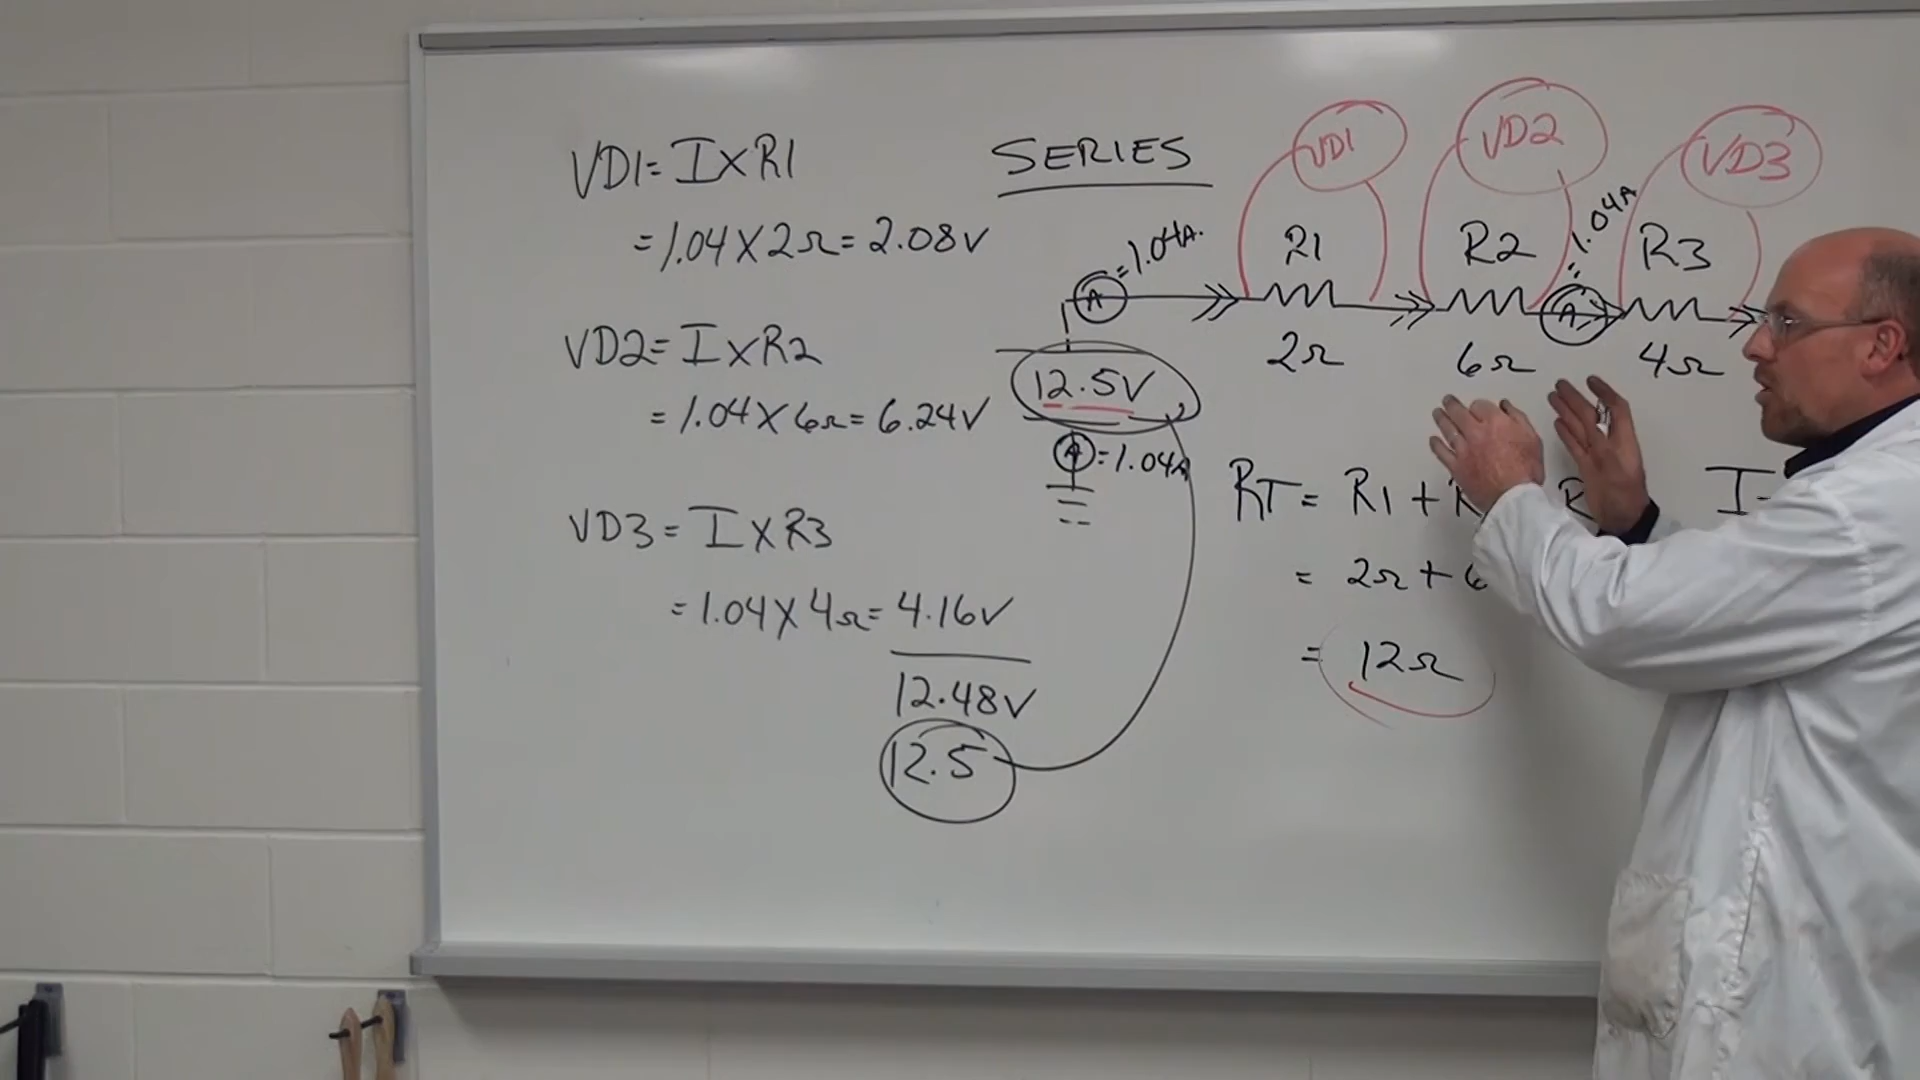 VD1= I X R1
= 1.04 X 2Ω = 2.08V
VD2= I X R2
= 1.04 X 6Ω = 6.24V
VD3 = I X R3
= 1.04 X 4Ω = 4.16V
12.48V
12.5
SERIES
VD1
VD2
VD3
R1
R2
R3
A
= 1.04A.
A
= 1.04A
2Ω
6Ω
4Ω
12.5V
A = 1.04A
RT = R1 +
= 2Ω + 6
= 12Ω
I =